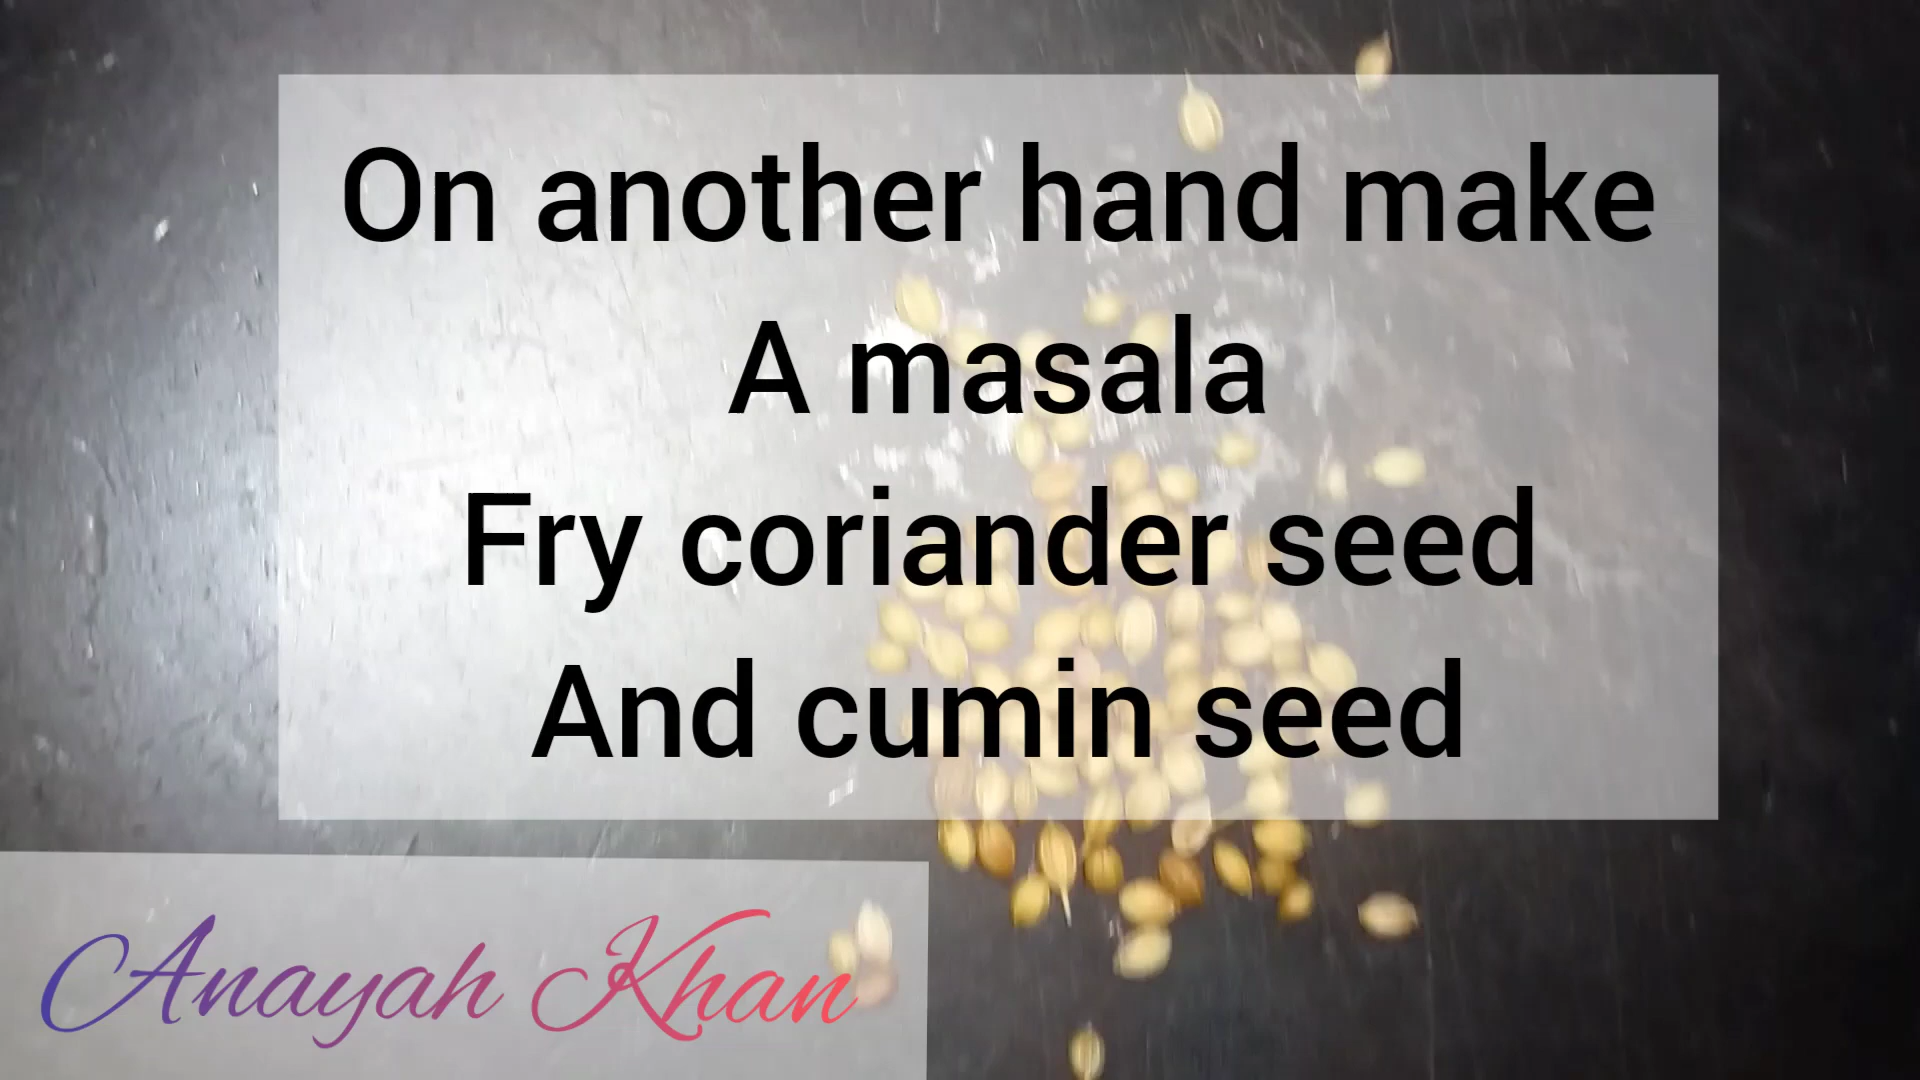 On another hand make
A masala
Fry coriander seed
And cumin seed
Anayah Khan